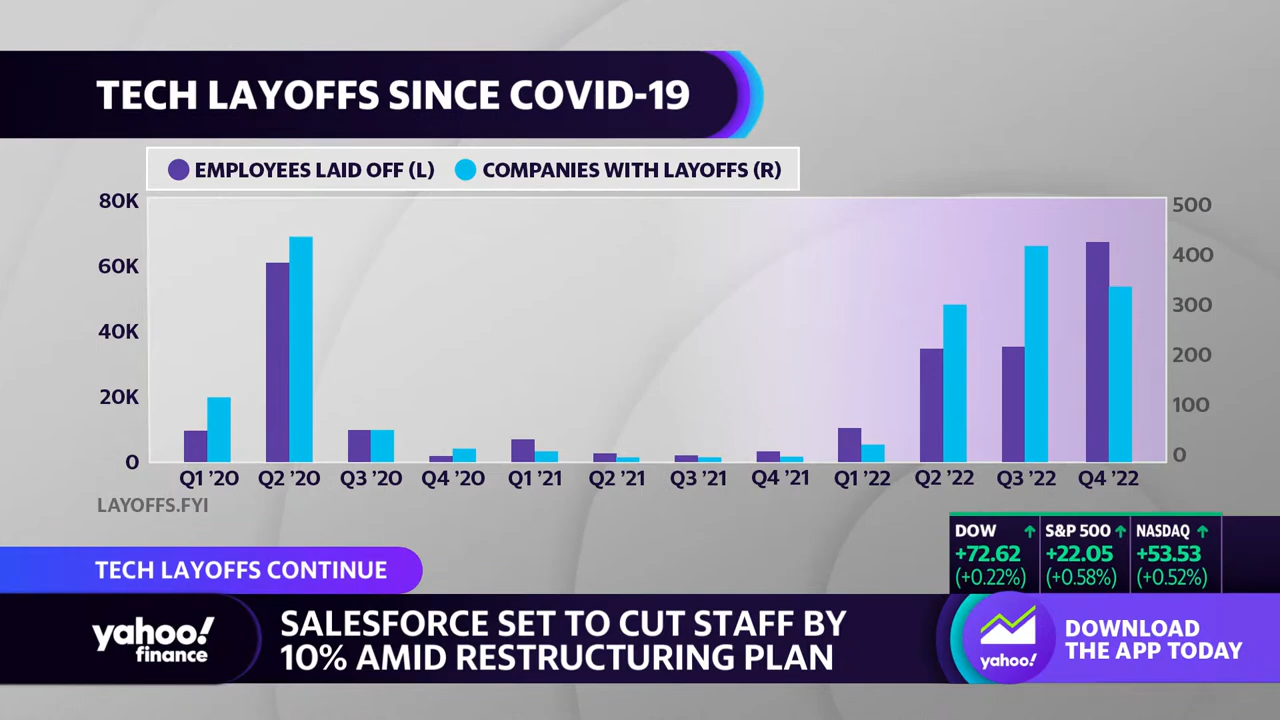 TECH LAYOFFS SINCE COVID-19
EMPLOYEES LAID OFF (L) COMPANIES WITH LAYOFFS (R)
80K
60K
40K
20K
0
500
400
300
200
100
0
Q1 ’20 Q2 ’20 Q3 ’20 Q4 ’20 Q1 ’21 Q2 ’21 Q3 ’21 Q4 ’21 Q1 ’22 Q2 ’22 Q3 ’22 Q4 ’22
LAYOFFS.FYI
DOW ↑ S&P 500 ↑ NASDAQ ↑
+72.62 +22.05 +53.53
(+0.22%) (+0.58%) (+0.52%)
TECH LAYOFFS CONTINUE
yahoo!
finance
SALESFORCE SET TO CUT STAFF BY
10% AMID RESTRUCTURING PLAN
yahoo!
DOWNLOAD
THE APP TODAY